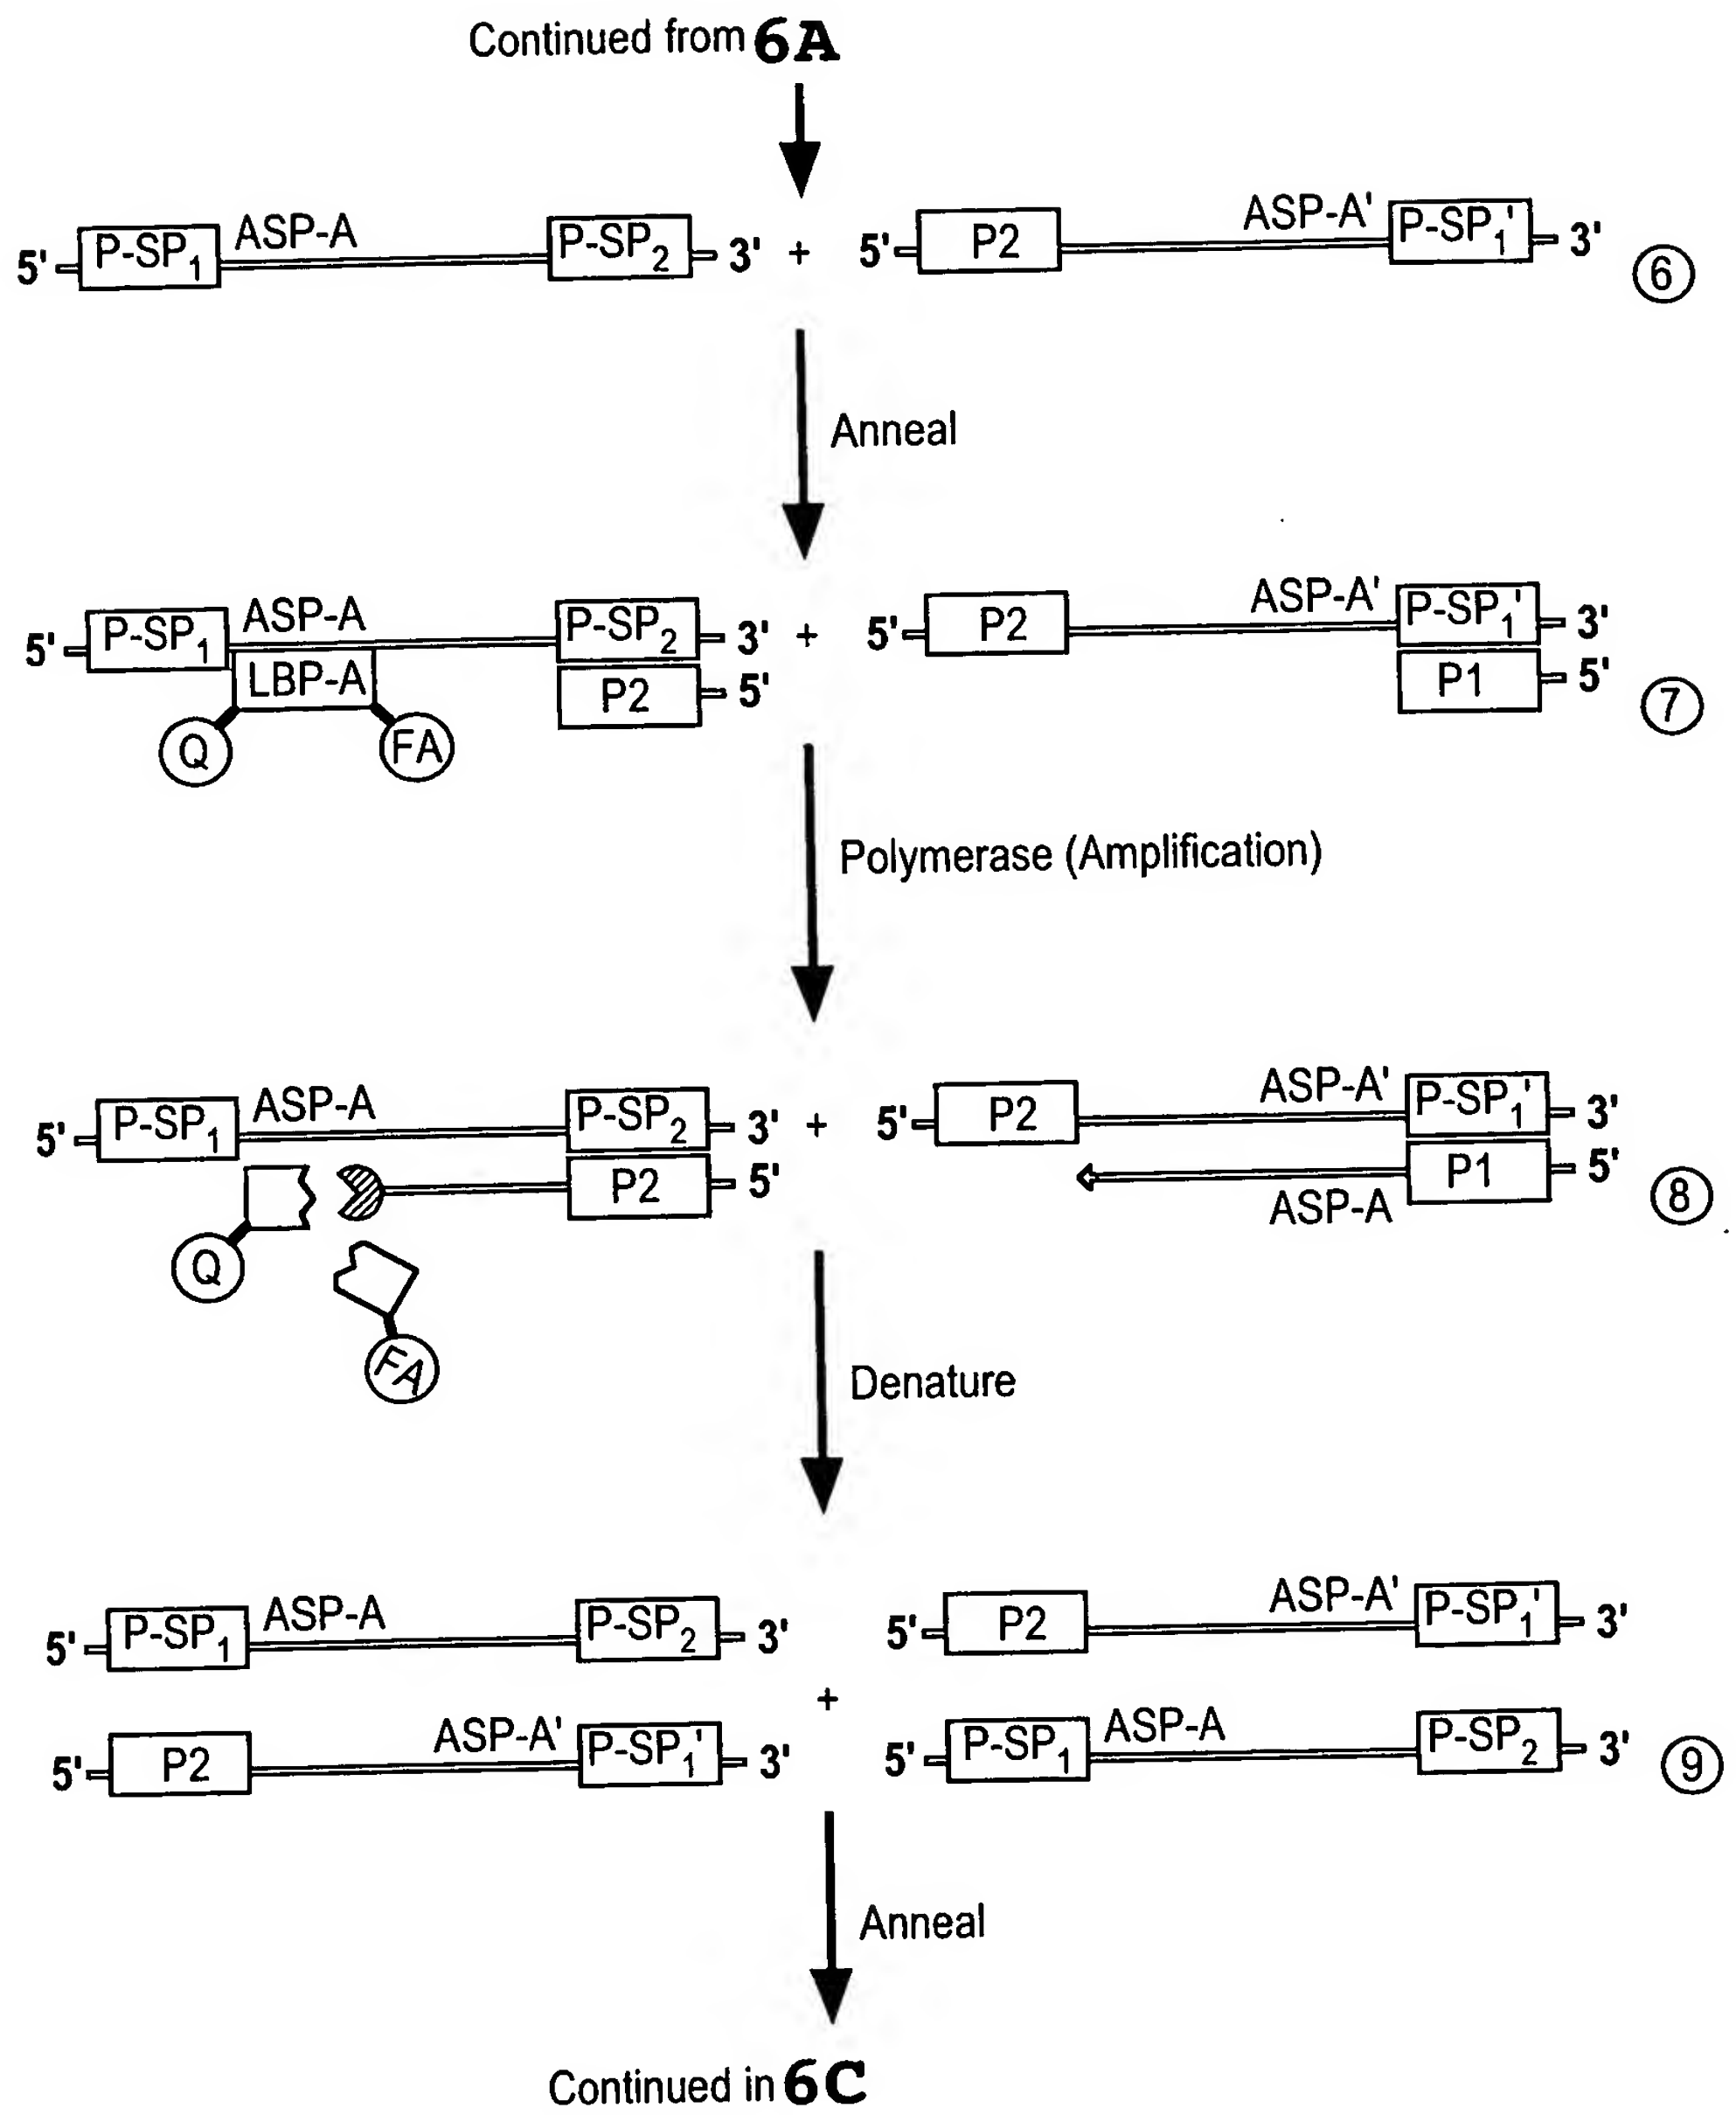 Continued from 6A
5' P-SP1 ASP-A P-SP2 3' + 5' P2 ASP-A' P-SP1' 3' 6
Anneal
5' P-SP1 ASP-A P-SP2 3' + 5' P2 ASP-A' P-SP1' 3'
LBP-A P2 5' P1 5' 7
Q FA
Polymerase (Amplification)
5' P-SP1 ASP-A P-SP2 3' + 5' P2 ASP-A' P-SP1' 3'
P2 5' P1 5' 8
ASP-A
Q
FA
Denature
5' P-SP1 ASP-A P-SP2 3' 5' P2 ASP-A' P-SP1' 3'
+
5' P2 ASP-A' P-SP1' 3' 5' P-SP1 ASP-A P-SP2 3' 9
Anneal
Continued in 6C